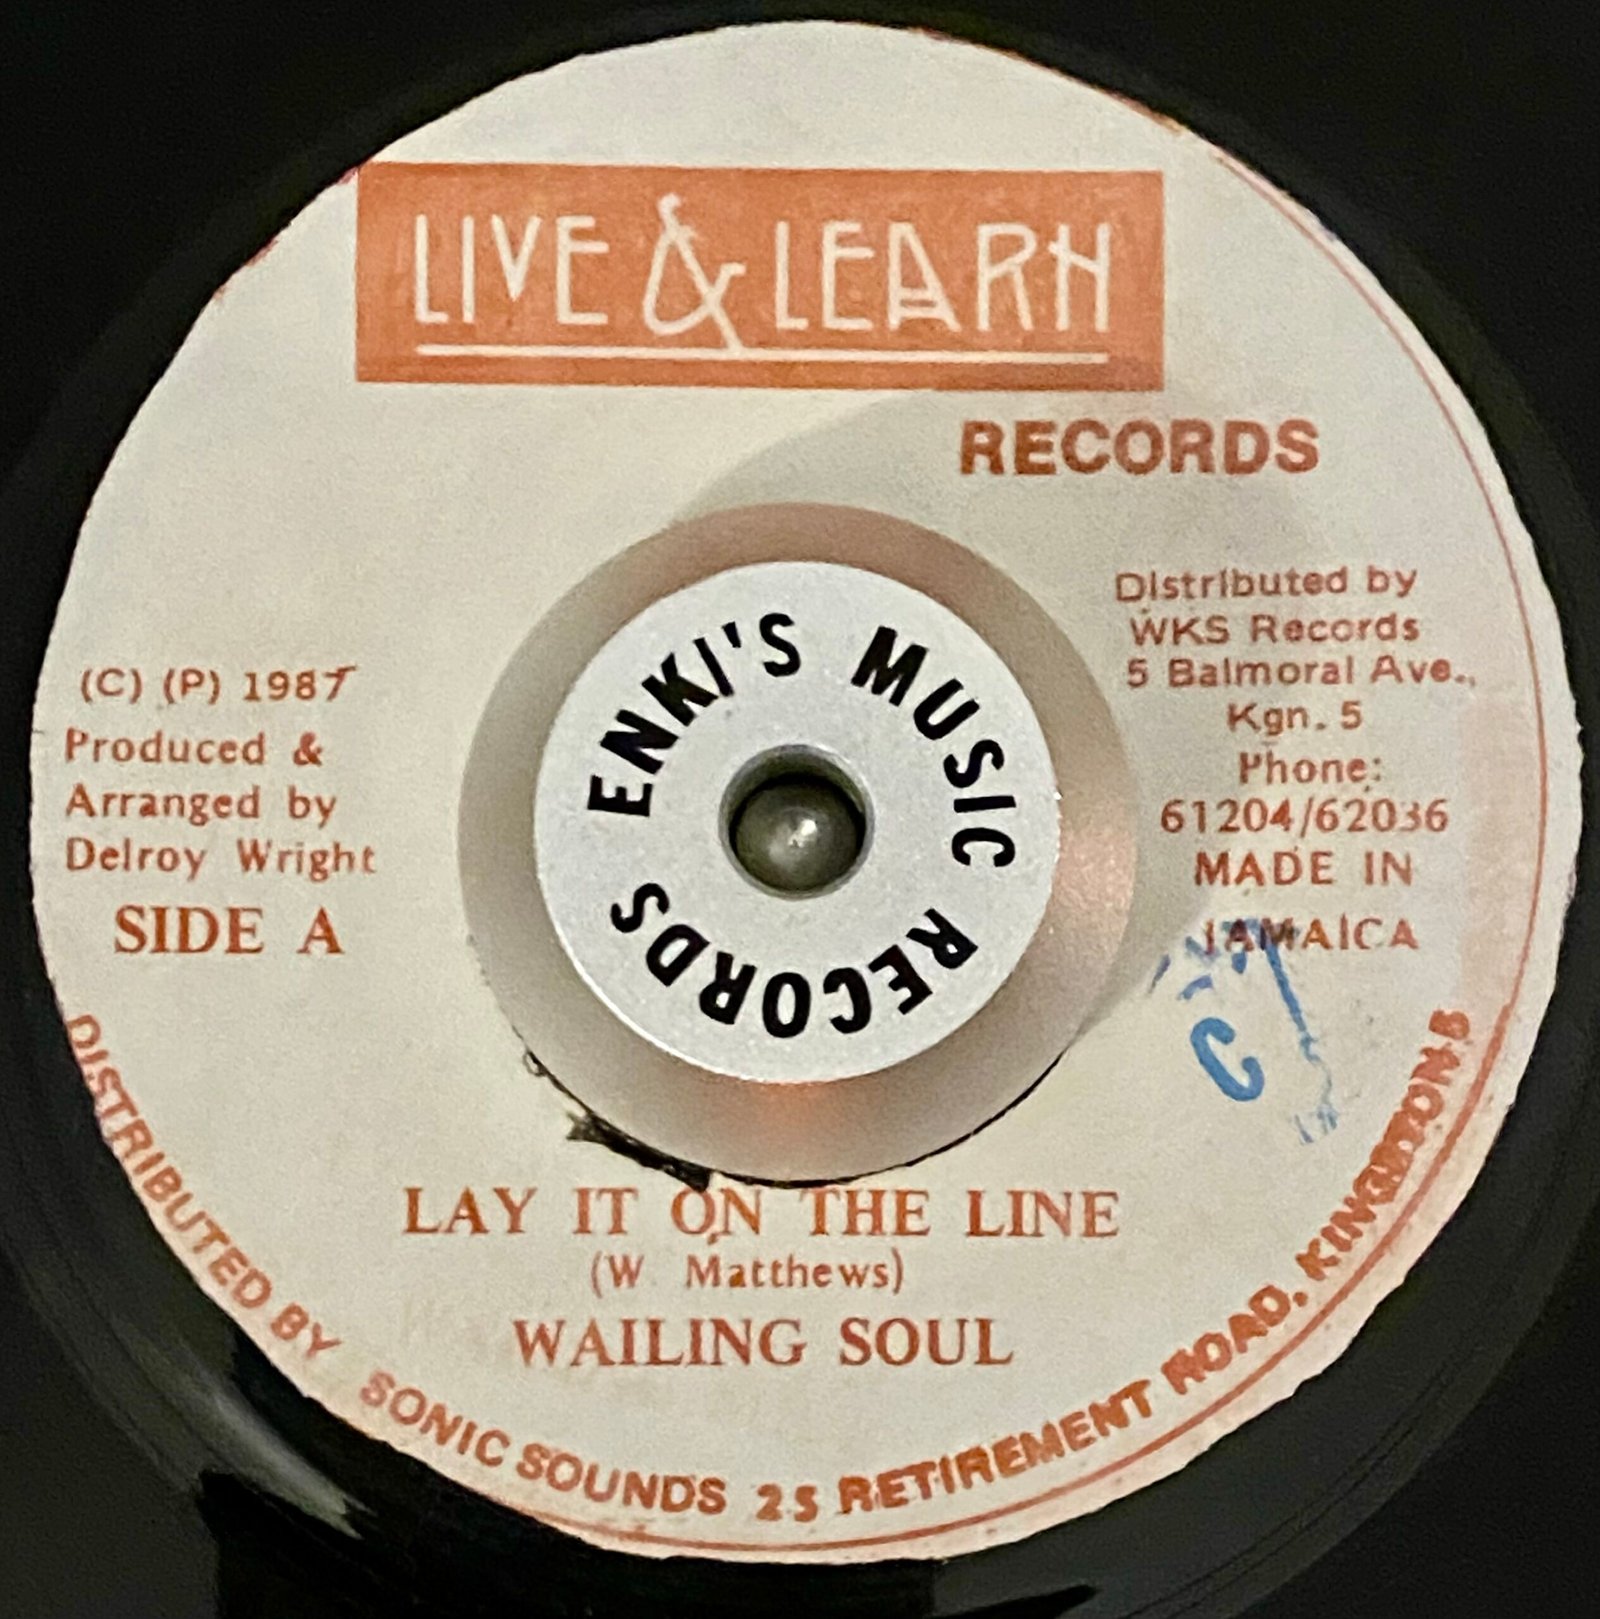 LIVE & LEARN
RECORDS
Distributed by
WKS Records
5 Balmoral Ave.,
Kgn. 5
Phone:
61204/62036
MADE IN
JAMAICA
(C) (P) 1987
Produced &
Arranged by
Delroy Wright
SIDE A
ENKI'S MUSIC RECORDS
C
LAY IT ON THE LINE
(W Matthews)
WAILING SOUL
DISTRIBUTED BY SONIC SOUNDS 25 RETIREMENT ROAD, KINGSTON 5